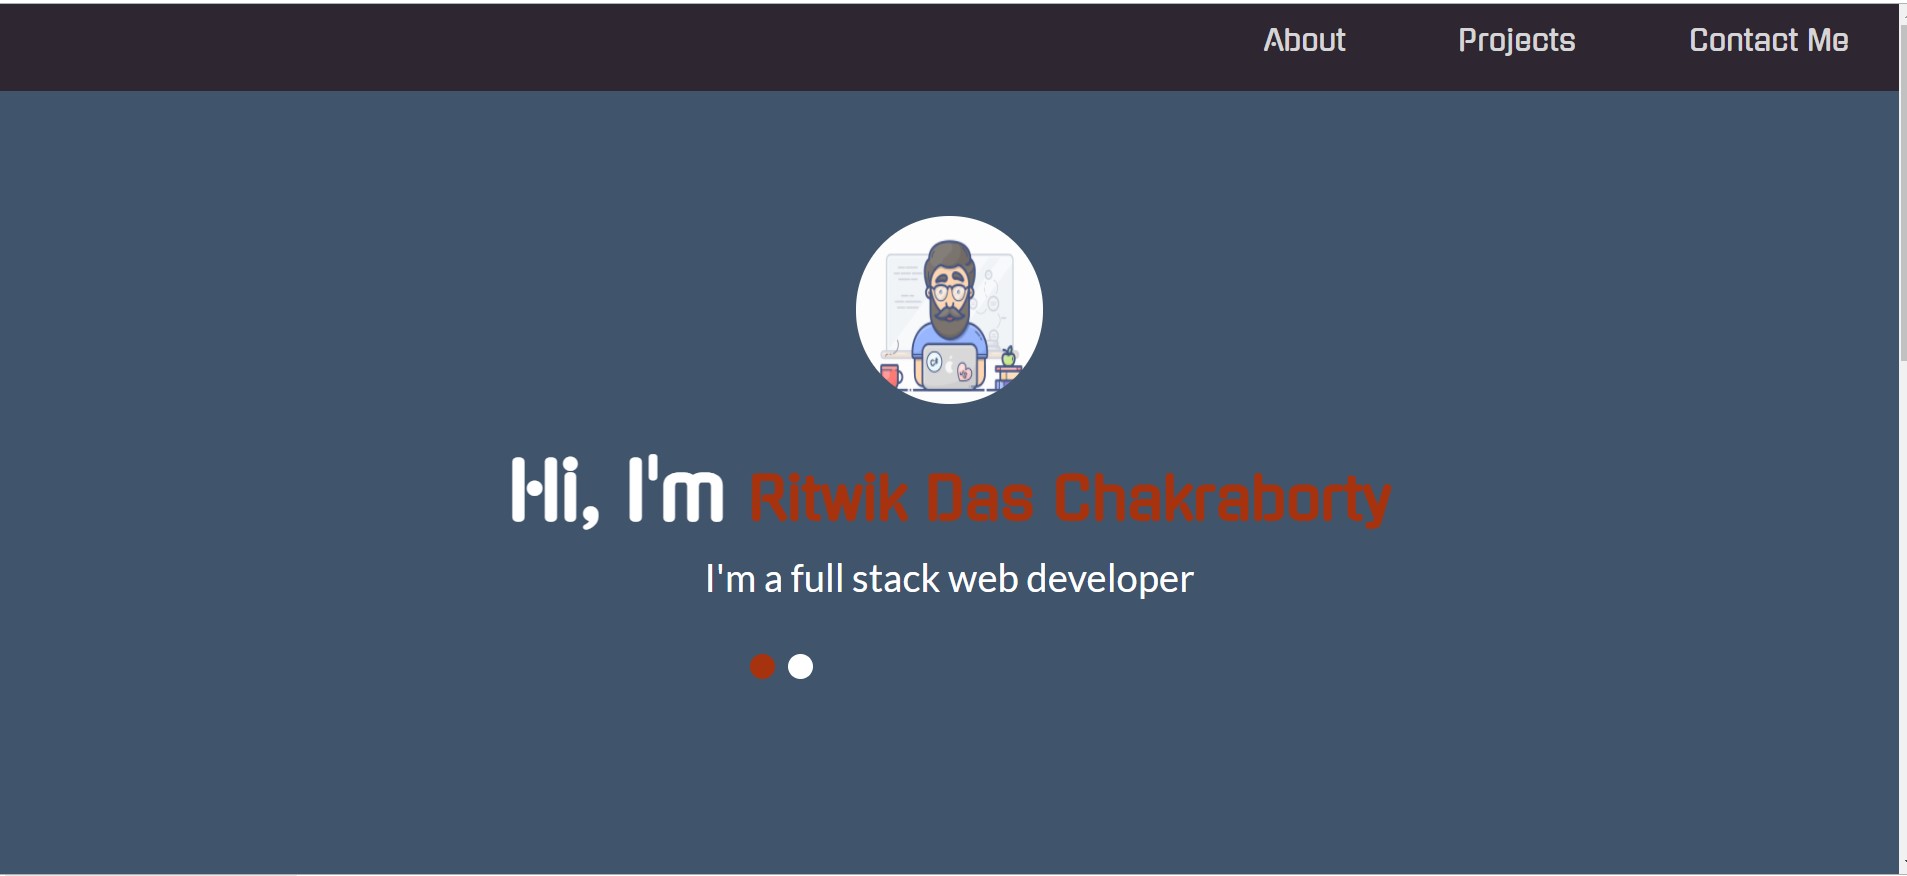 About Projects Contact Me
Hi, I'm Ritwik Das Chakraborty
I'm a full stack web developer